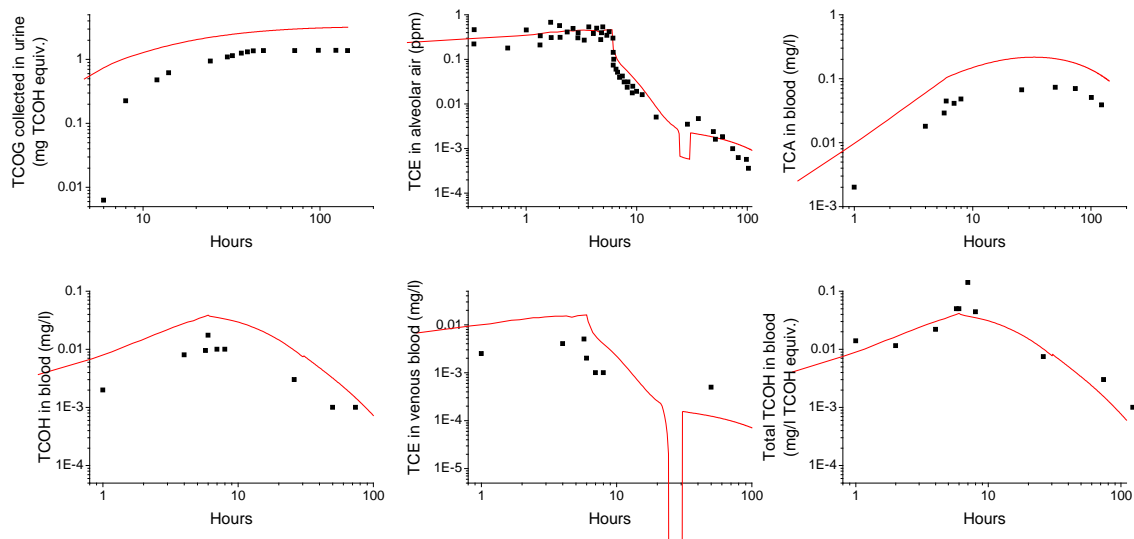 TCOG collected in urine
(mg TCOH equiv.)
1
0.1
0.01
10
100
Hours
TCE in alveolar air (ppm)
1
0.1
0.01
1E-3
1E-4
1
10
100
Hours
TCA in blood (mg/l)
1
0.1
0.01
1E-3
1
10
100
Hours
TCOH in blood (mg/l)
0.1
0.01
1E-3
1E-4
1
10
100
Hours
TCE in venous blood (mg/l)
0.01
1E-3
1E-4
1E-5
1
10
100
Hours
Total TCOH in blood
(mg/l TCOH equiv.)
0.1
0.01
1E-3
1E-4
1
10
100
Hours